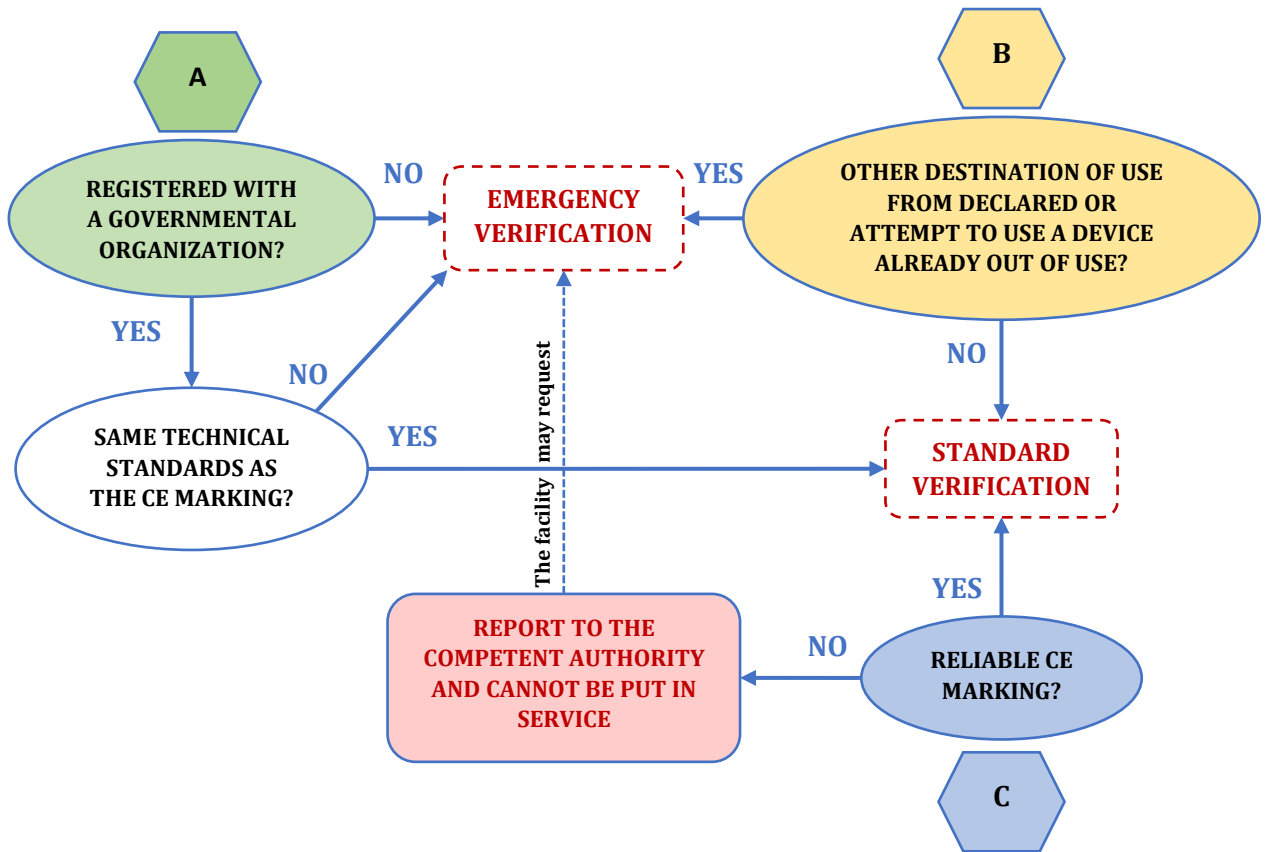 A
B
REGISTERED WITH
A GOVERNMENTAL
ORGANIZATION?
NO
EMERGENCY
VERIFICATION
YES
OTHER DESTINATION OF USE
FROM DECLARED OR
ATTEMPT TO USE A DEVICE
ALREADY OUT OF USE?
YES
NO
NO
SAME TECHNICAL
STANDARDS AS
THE CE MARKING?
YES
The facility may request
STANDARD
VERIFICATION
YES
REPORT TO THE
COMPETENT AUTHORITY
AND CANNOT BE PUT IN
SERVICE
NO
RELIABLE CE
MARKING?
C